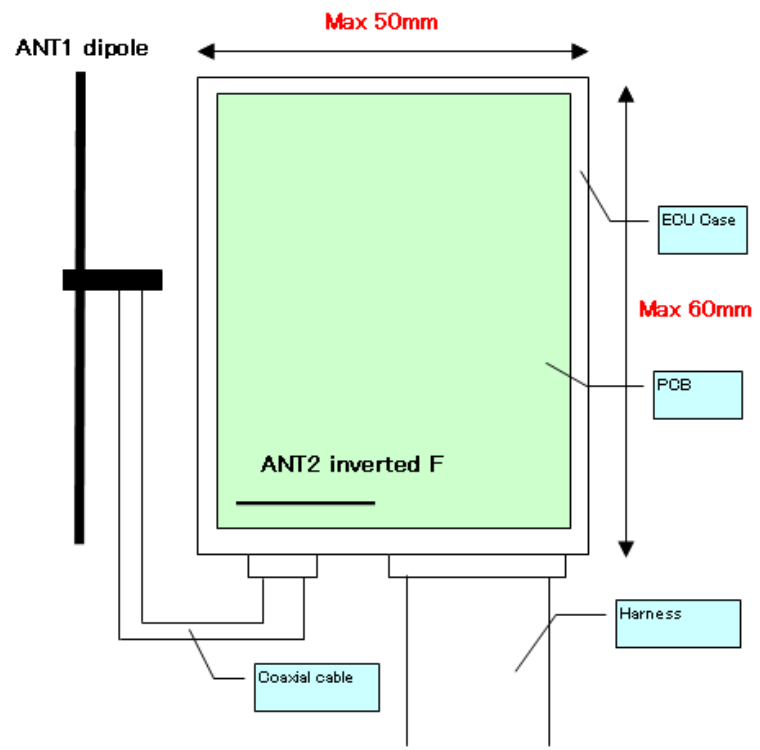 Max 50mm
ANT1 dipole
ECU Case
Max 60mm
PCB
ANT2 inverted F
Harness
Coaxial cable